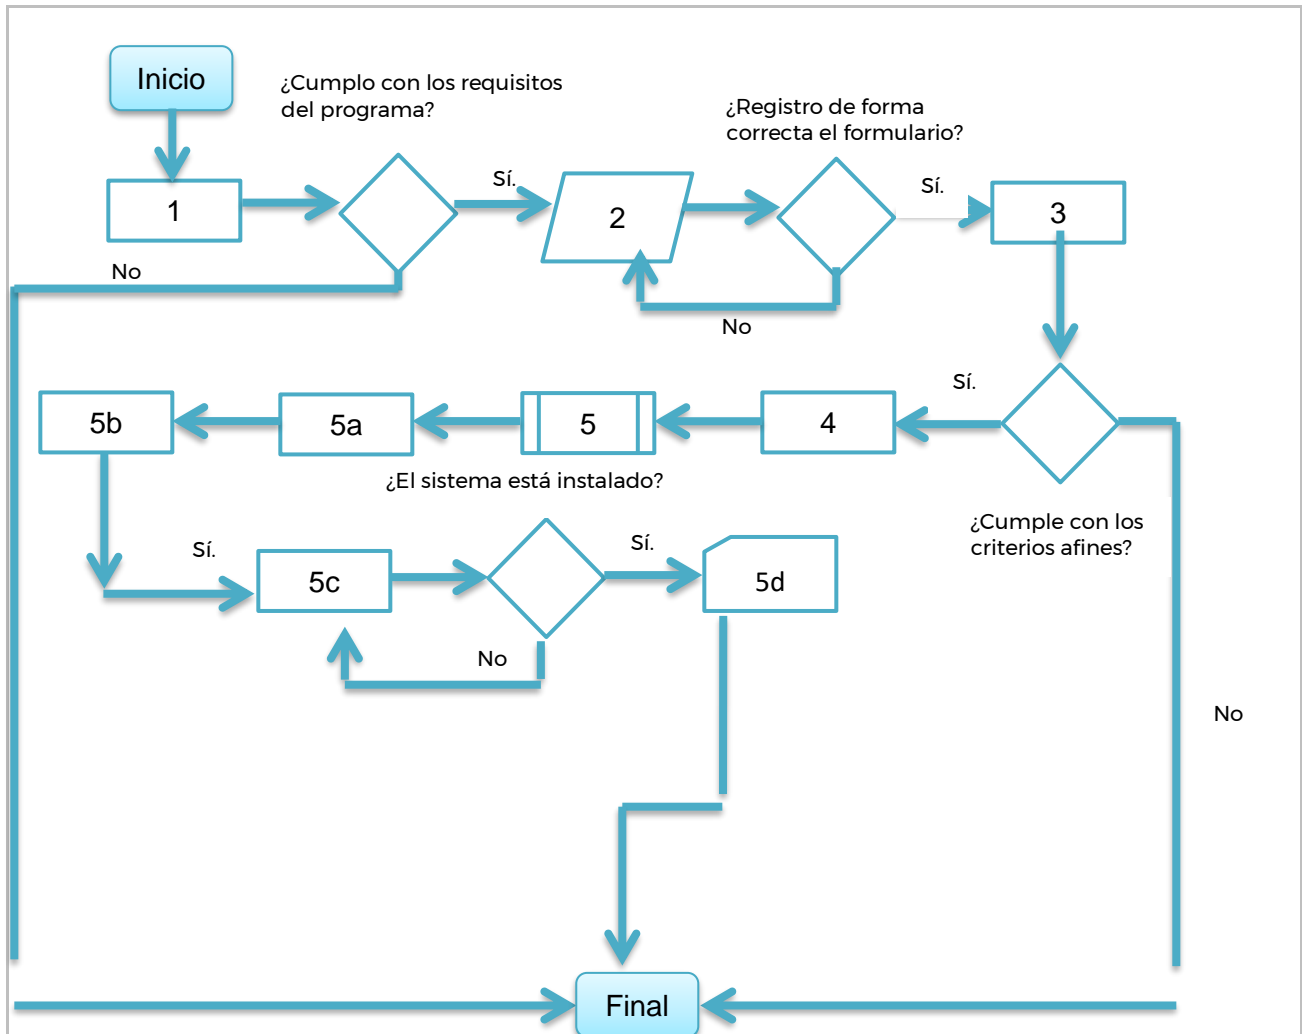 Inicio
¿Cumplo con los requisitos
del programa?
¿Registro de forma
correcta el formulario?
Sí.
Sí.
1
2
3
No
No
Sí.
5b
5a
5
4
¿El sistema está instalado?
¿Cumple con los
criterios afines?
Sí.
Sí.
5c
5d
No
No
Final